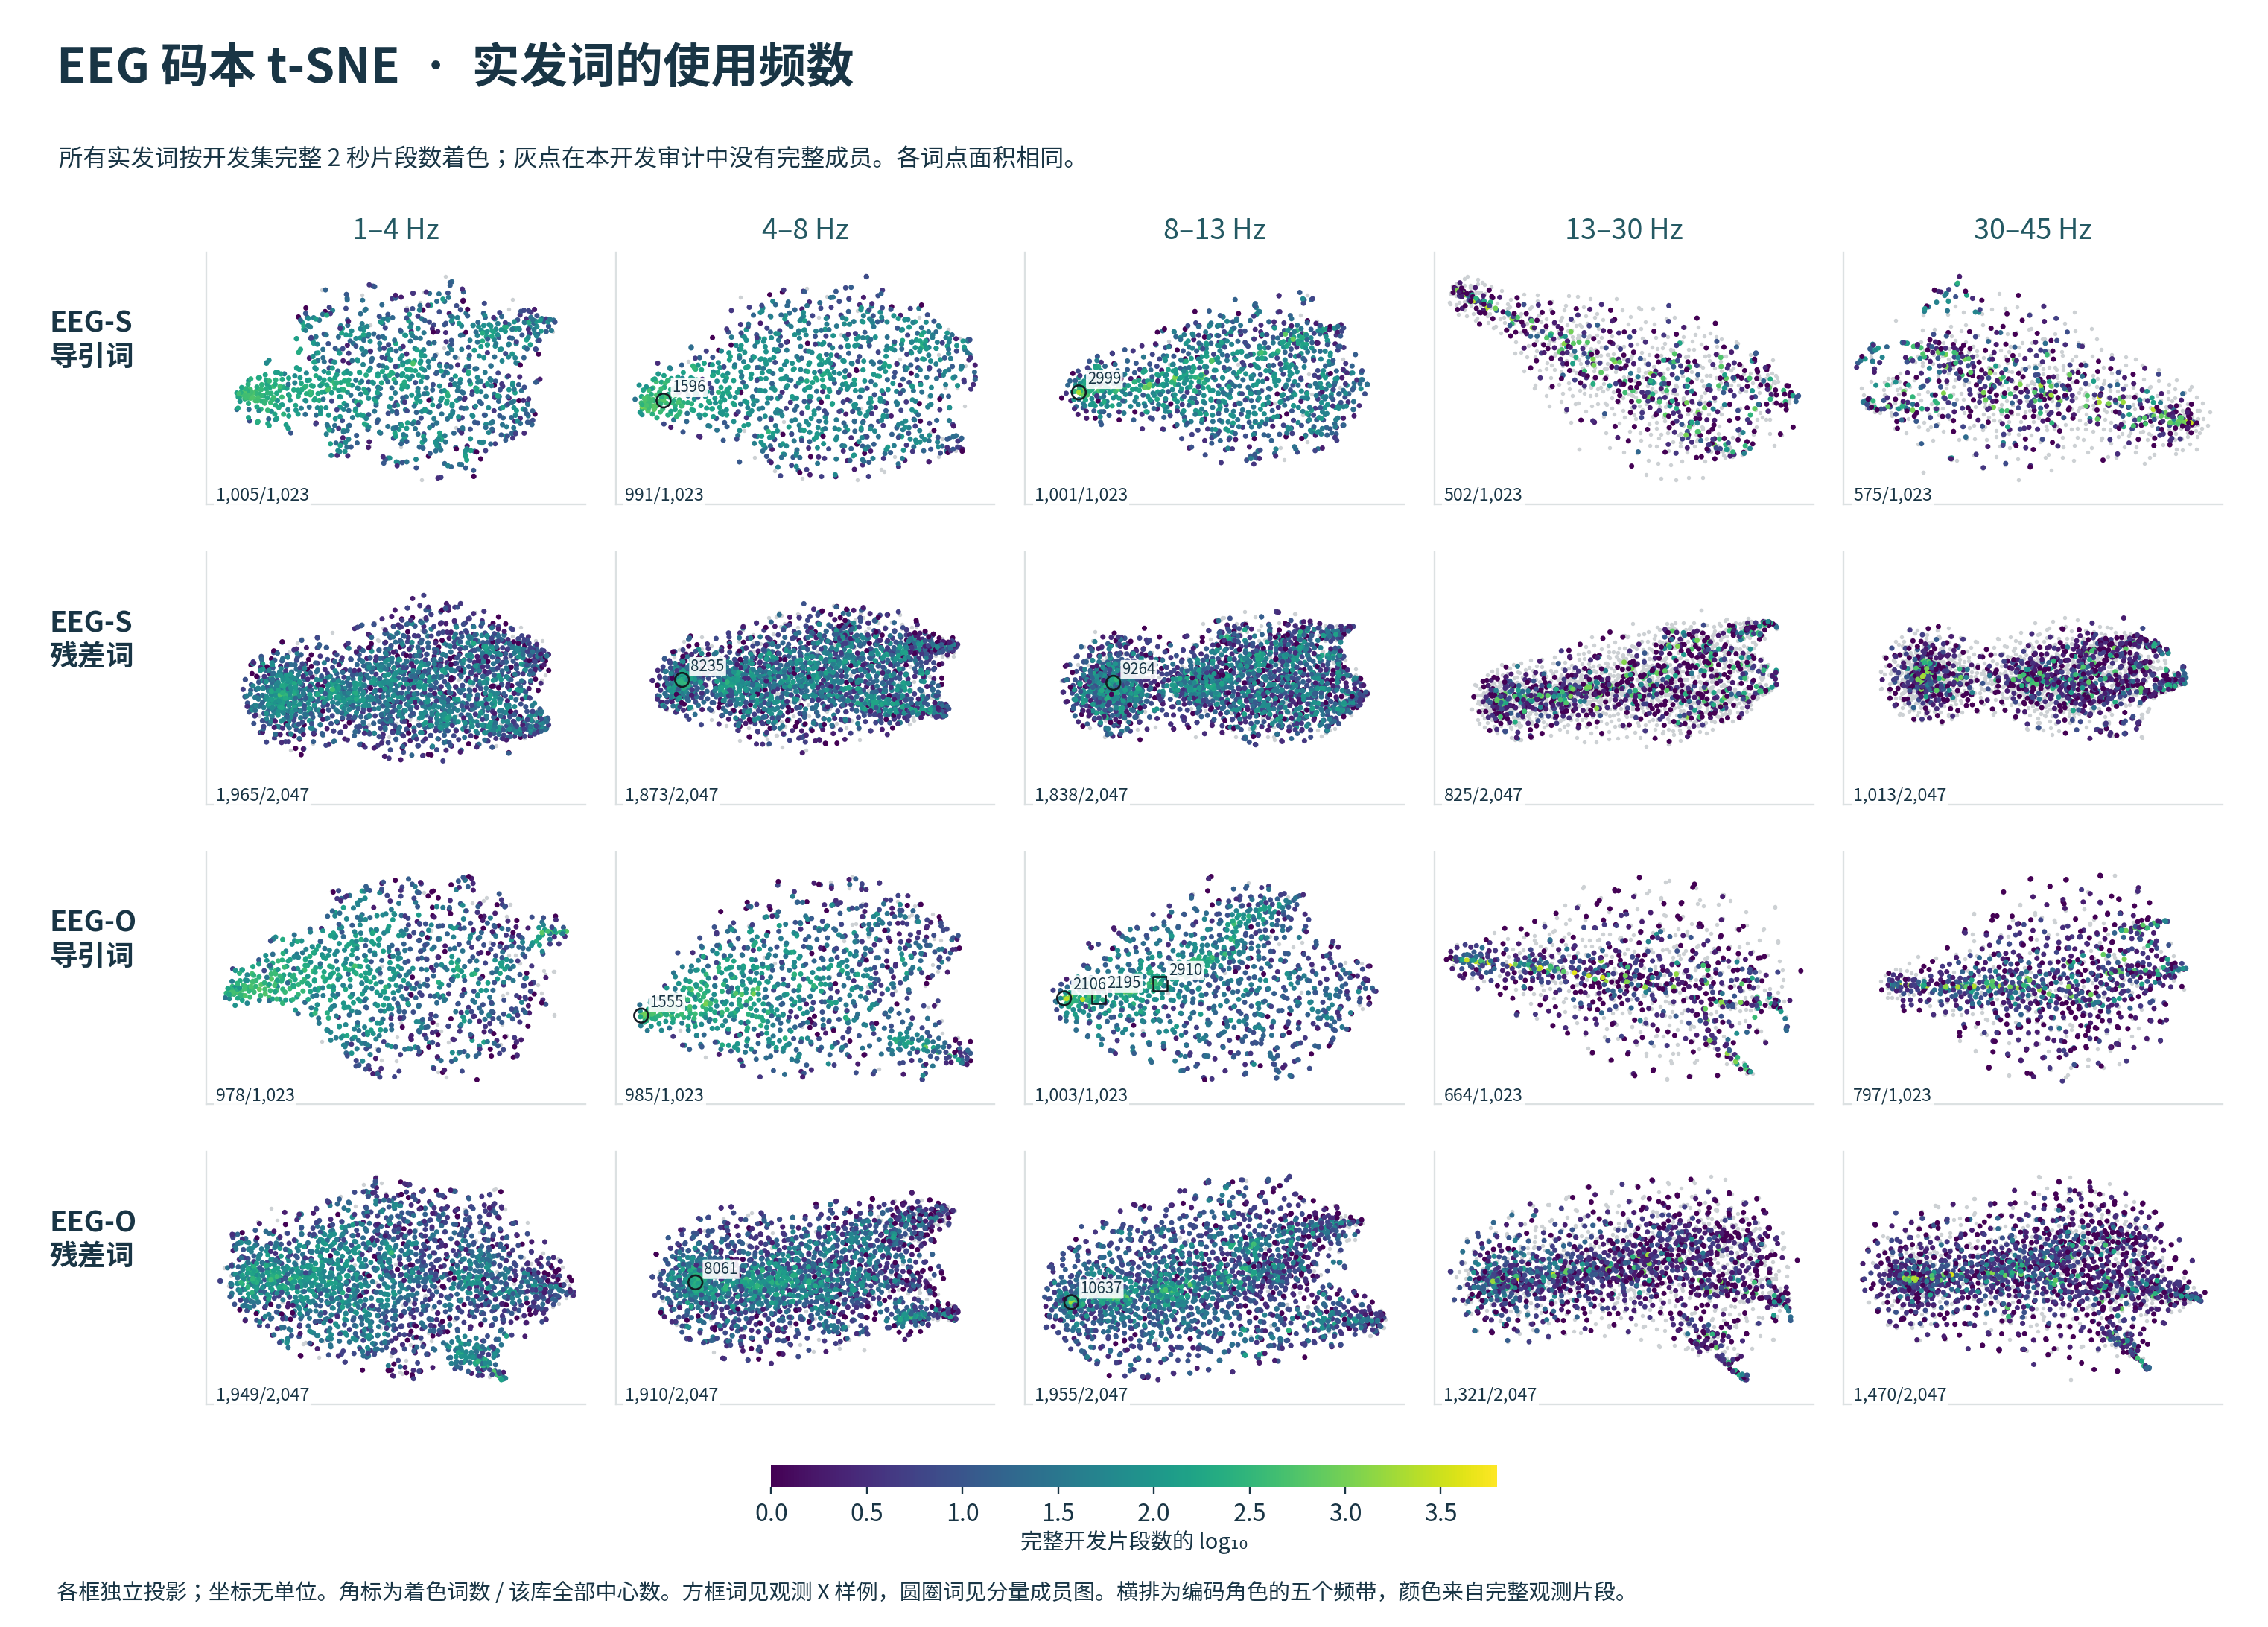 EEG 码本 t-SNE · 实发词的使用频数
所有实发词按开发集完整 2 秒片段数着色；灰点在本开发审计中没有完整成员。各词点面积相同。
1–4 Hz
4–8 Hz
8–13 Hz
13–30 Hz
30–45 Hz
EEG-S
导引词
1596
2999
1,005/1,023
991/1,023
1,001/1,023
502/1,023
575/1,023
EEG-S
残差词
8235
9264
1,965/2,047
1,873/2,047
1,838/2,047
825/2,047
1,013/2,047
EEG-O
导引词
1555
2106
2195
2910
978/1,023
985/1,023
1,003/1,023
664/1,023
797/1,023
EEG-O
残差词
8061
10637
1,949/2,047
1,910/2,047
1,955/2,047
1,321/2,047
1,470/2,047
0.0
0.5
1.0
1.5
2.0
2.5
3.0
3.5
完整开发片段数的 log₁₀
各框独立投影；坐标无单位。角标为着色词数 / 该库全部中心数。方框词见观测 X 样例，圆圈词见分量成员图。横排为编码角色的五个频带，颜色来自完整观测片段。